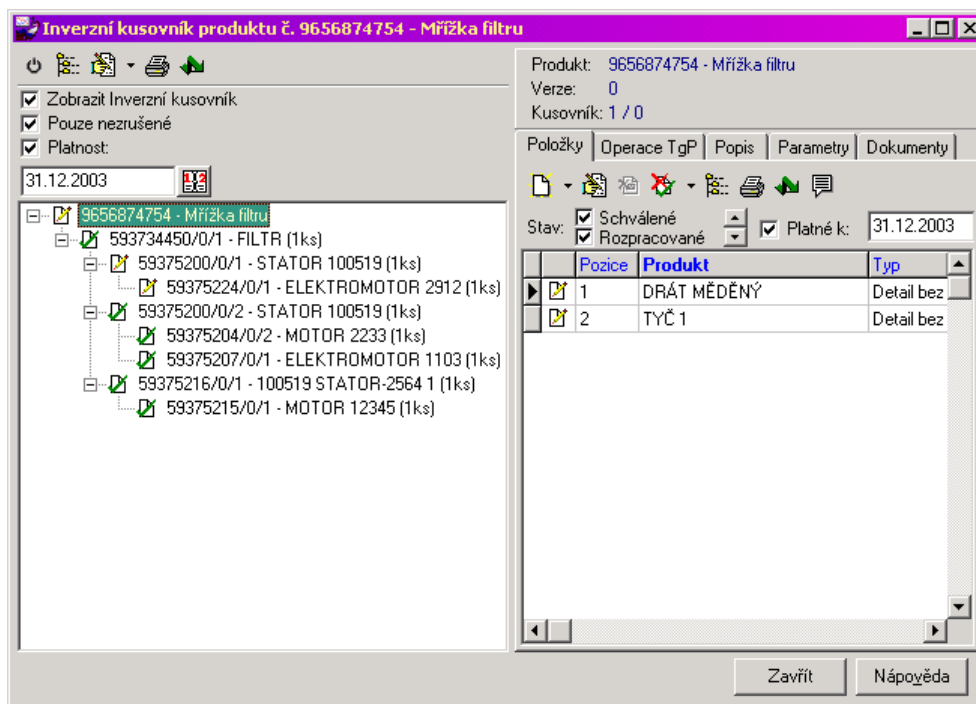 Inverzní kusovník produktu č. 9656874754 - Mřížka filtru
Zobrazit Inverzní kusovník
Pouze nezrušené
Platnost:
31.12.2003
9656874754 - Mřížka filtru
593734450/0/1 - FILTR (1ks)
59375200/0/1 - STATOR 100519 (1ks)
59375224/0/1 - ELEKTROMOTOR 2912 (1ks)
59375200/0/2 - STATOR 100519 (1ks)
59375204/0/2 - MOTOR 2233 (1ks)
59375207/0/1 - ELEKTROMOTOR 1103 (1ks)
59375216/0/1 - 100519 STATOR-2564 1 (1ks)
59375215/0/1 - MOTOR 12345 (1ks)
Produkt: 9656874754 - Mřížka filtru
Verze: 0
Kusovník: 1 / 0
Položky Operace TgP Popis Parametry Dokumenty
Stav: Schválené
Rozpracované
Platné k: 31.12.2003
Pozice Produkt Typ
1 DRÁT MĚDĚNÝ Detail bez
2 TYČ 1 Detail bez
Zavřít Nápověda